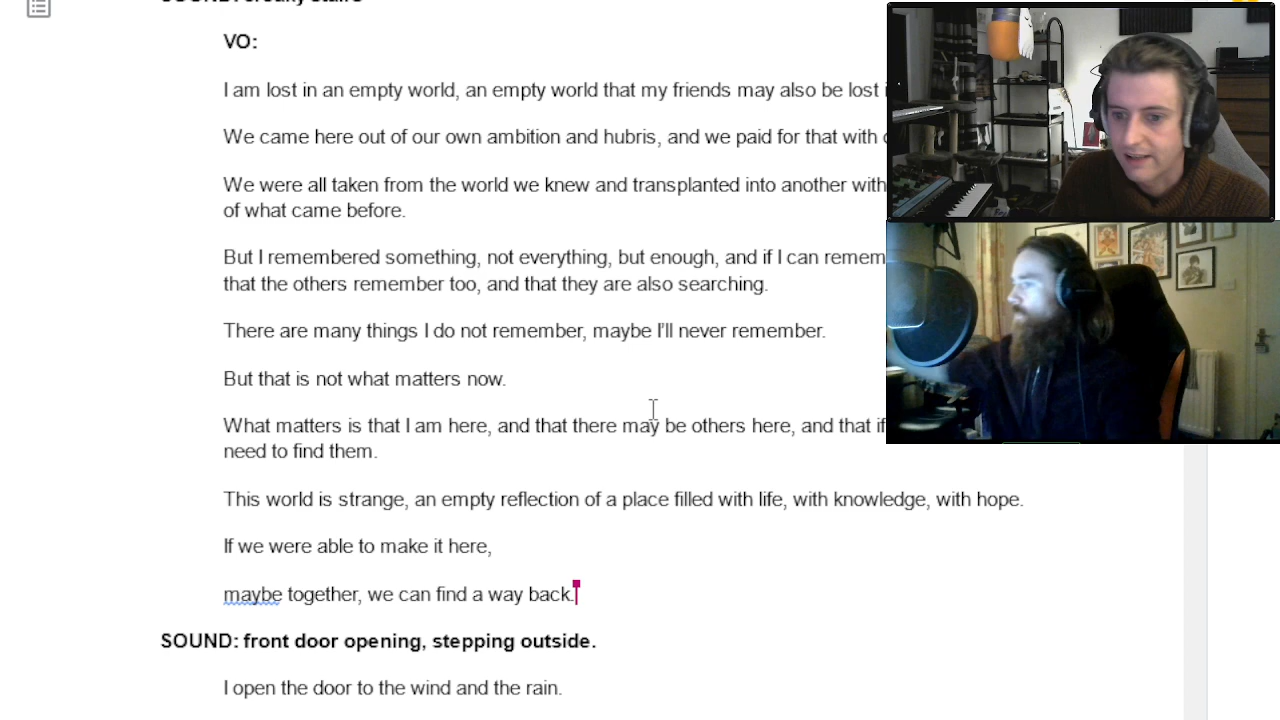 VO:
I am lost in an empty world, an empty world that my friends may also be lost
We came here out of our own ambition and hubris, and we paid for that with
We were all taken from the world we knew and transplanted into another with
of what came before.
But I remembered something, not everything, but enough, and if I can remem
that the others remember too, and that they are also searching.
There are many things I do not remember, maybe I'll never remember.
But that is not what matters now.
What matters is that I am here, and that there may be others here, and that if
need to find them.
This world is strange, an empty reflection of a place filled with life, with knowledge, with hope.
If we were able to make it here,
maybe together, we can find a way back.
SOUND: front door opening, stepping outside.
I open the door to the wind and the rain.